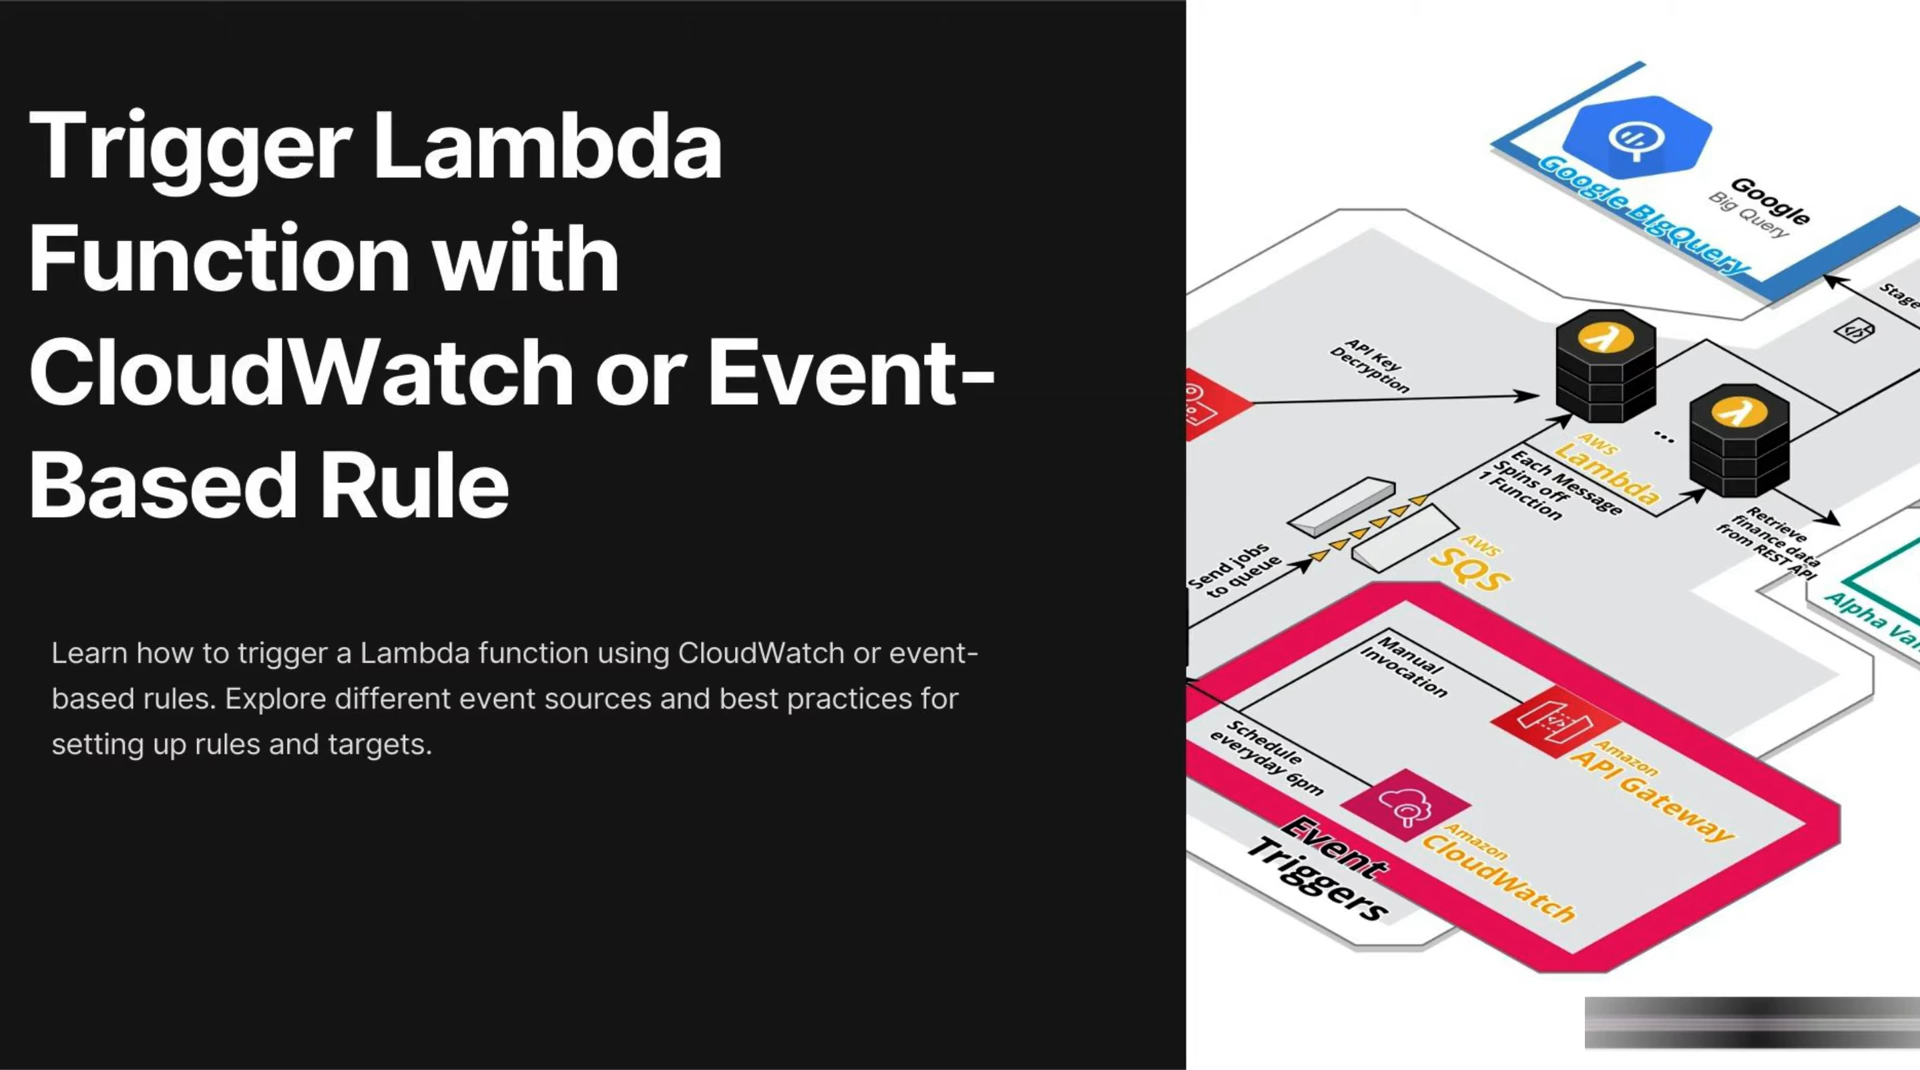 Trigger Lambda
Function with
CloudWatch or Event-
Based Rule
Learn how to trigger a Lambda function using CloudWatch or event-
based rules. Explore different event sources and best practices for
setting up rules and targets.
Google BIgQuery
Google
Big Query
Stage
API Key
Decryption
AWS
Lambda
Each Message
Spins off
1 Function
Retrieve
finance data
from REST API
Send jobs
to queue
AWS
SQS
Alpha Van
Manual
Invocation
Schedule
everyday 6pm
Amazon
API Gateway
Amazon
CloudWatch
Event
Triggers